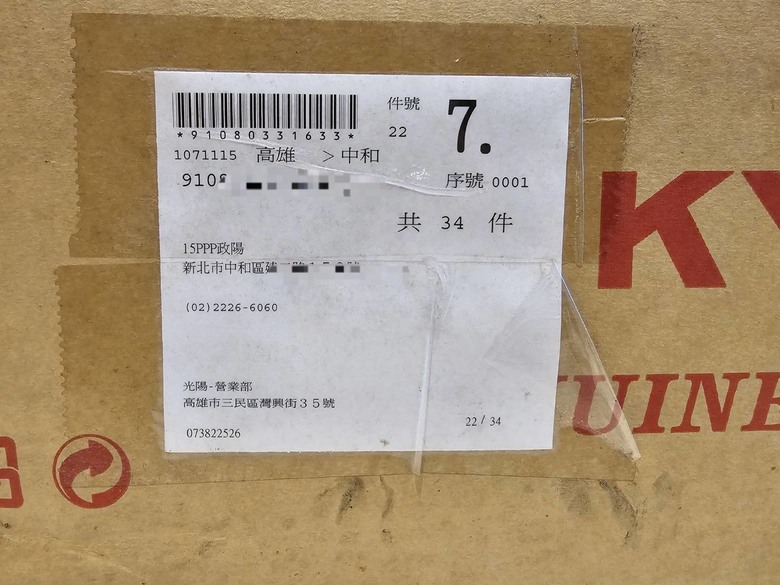 *91080331633*
件號
22
7.
1071115 高雄 >中和
910
序號 0001
共 34 件
15PPP政陽
新北市中和區建
(02)2226-6060
光陽-營業部
高雄市三民區灣興街35號
073822526
22 / 34
KY
UINE